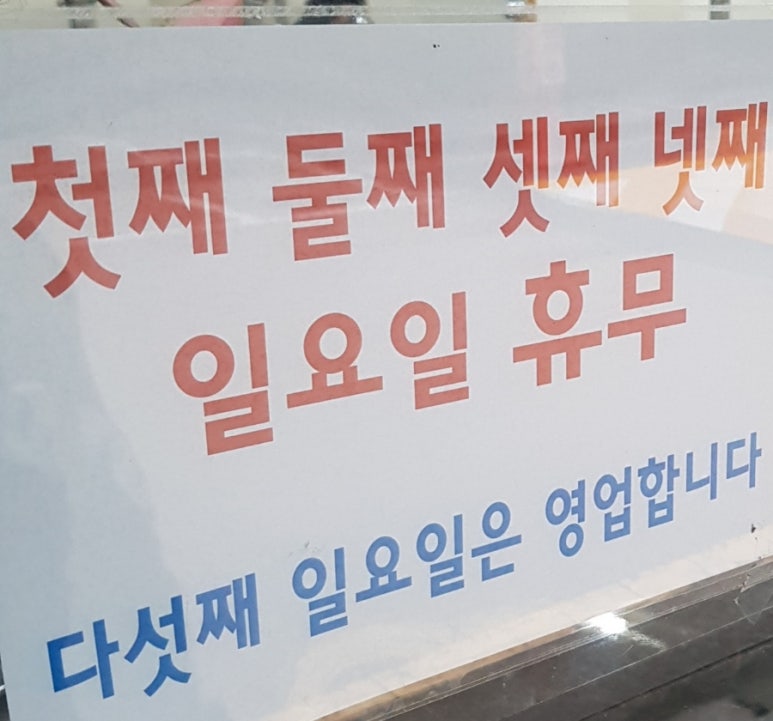 첫째 둘째 셋째 넷째
일요일 휴무
다섯째 일요일은 영업합니다